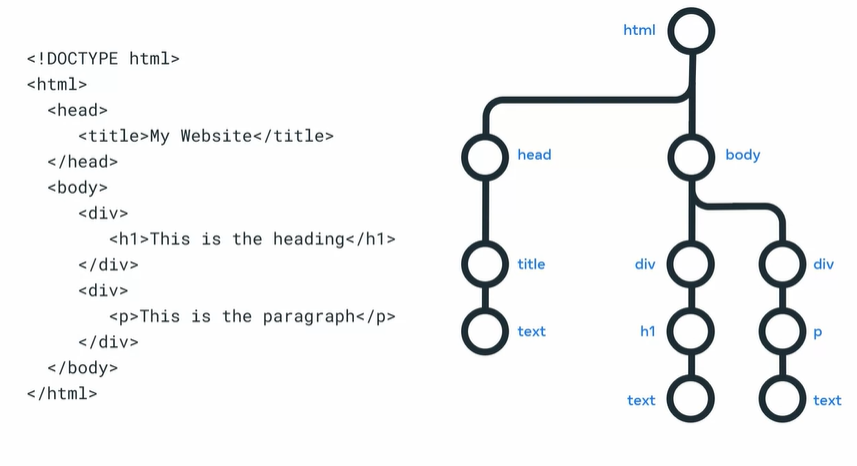 <!DOCTYPE html>
<html>
<head>
<title>My Website</title>
</head>
<body>
<div>
<h1>This is the heading</h1>
</div>
<div>
<p>This is the paragraph</p>
</div>
</body>
</html>
html
head
body
title
div
div
text
h1
p
text
text